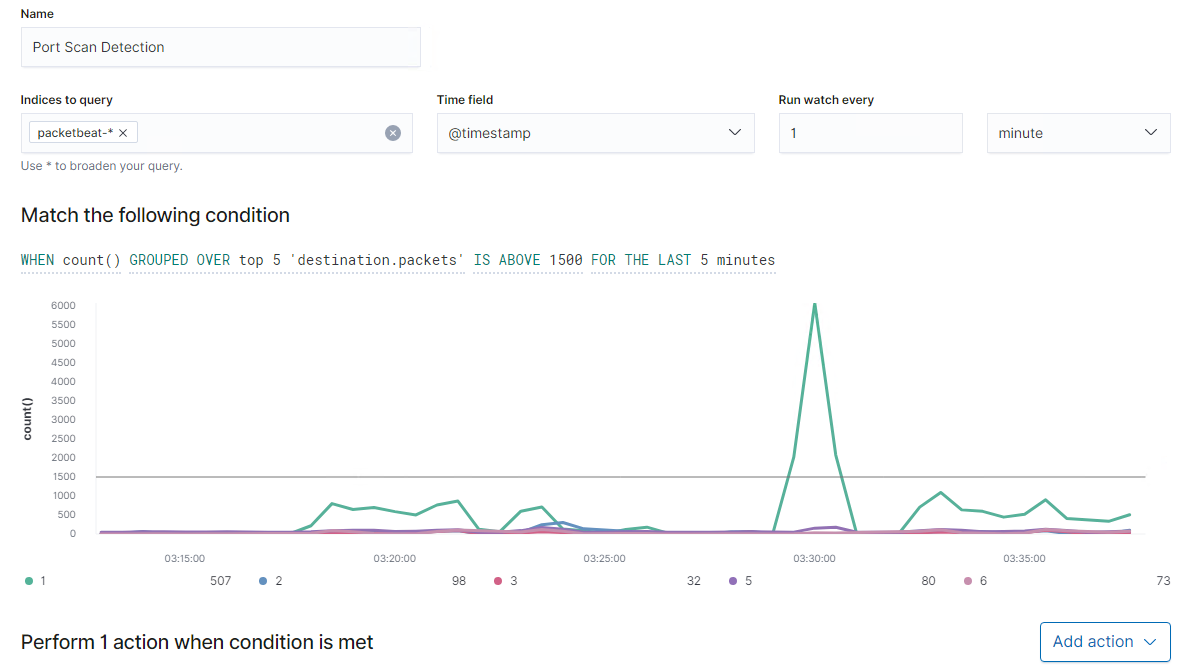 Name
Port Scan Detection
Indices to query Time field Run watch every
packetbeat-* @timestamp 1 minute
Use * to broaden your query.
Match the following condition
WHEN count() GROUPED OVER top 5 'destination.packets' IS ABOVE 1500 FOR THE LAST 5 minutes
6000
5500
5000
4500
4000
3500
3000
2500
2000
1500
1000
500
0
count()
03:15:00 03:20:00 03:25:00 03:30:00 03:35:00
1 507 2 98 3 32 5 80 6 73
Perform 1 action when condition is met Add action